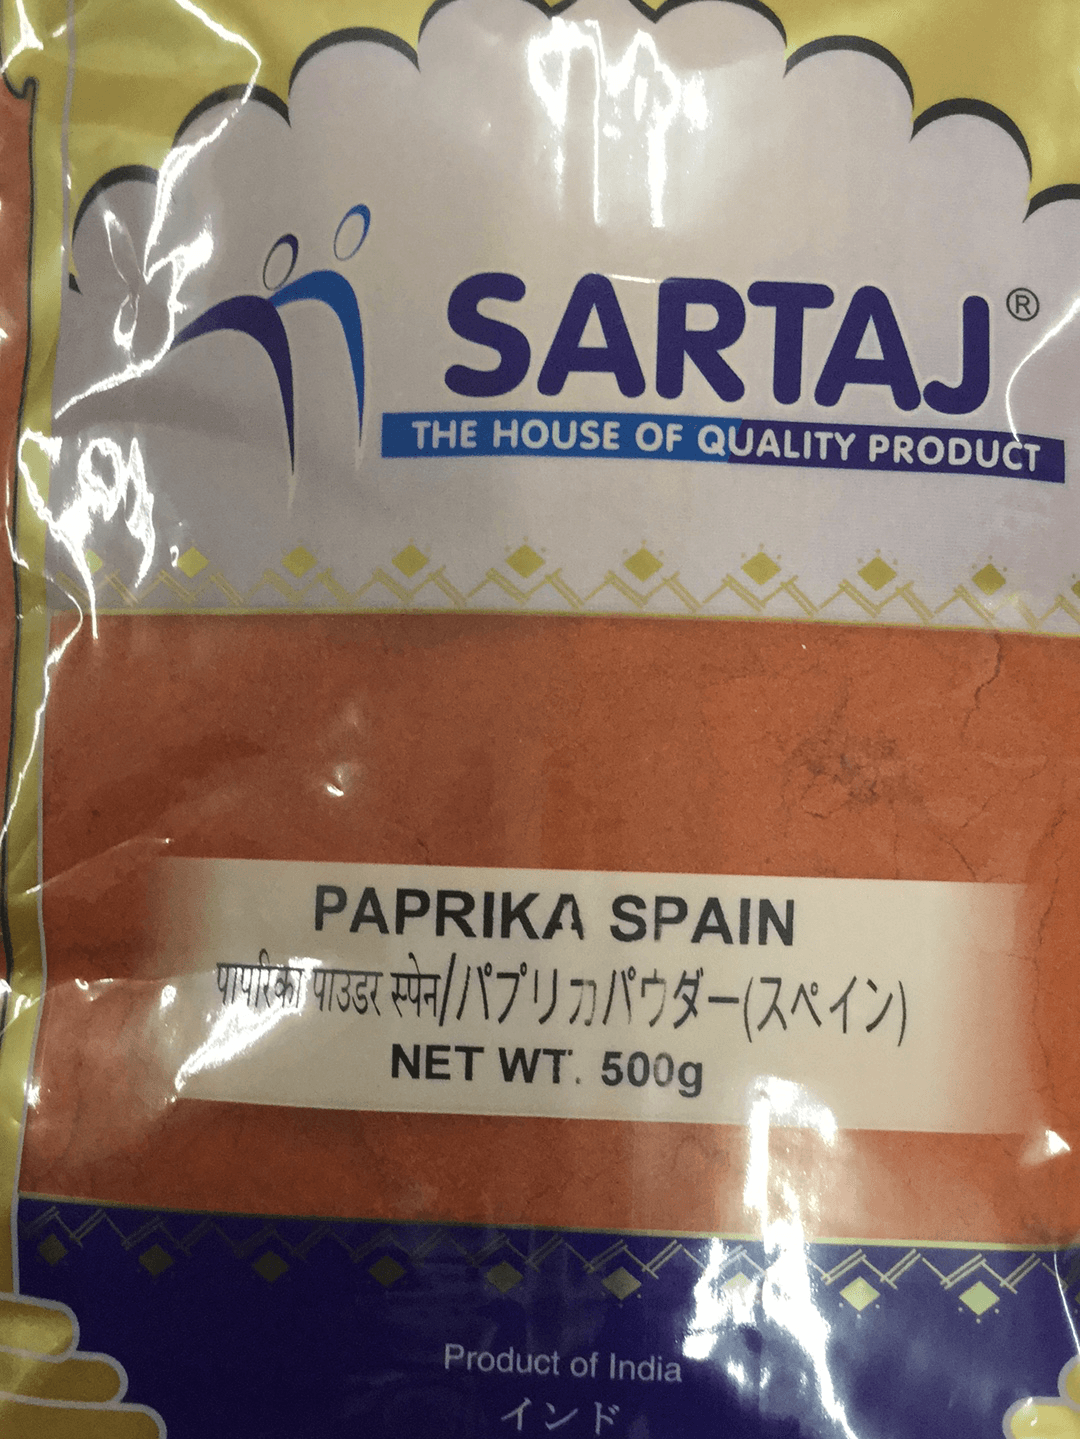 SARTAJ®
THE HOUSE OF QUALITY PRODUCT
PAPRIKA SPAIN
पापरिका पाउडर स्पेन/パプリカパウダー(スペイン)
NET WT. 500g
Product of India
インド